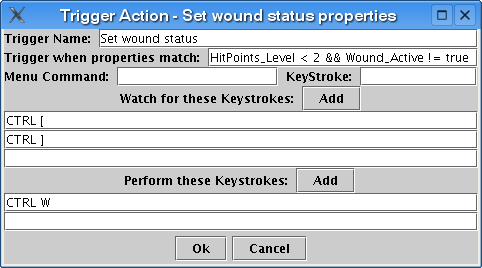 Trigger Action - Set wound status properties
Trigger Name: Set wound status
Trigger when properties match: HitPoints_Level < 2 && Wound_Active != true
Menu Command: KeyStroke:
Watch for these Keystrokes: Add
CTRL [
CTRL ]
Perform these Keystrokes: Add
CTRL W
Ok Cancel